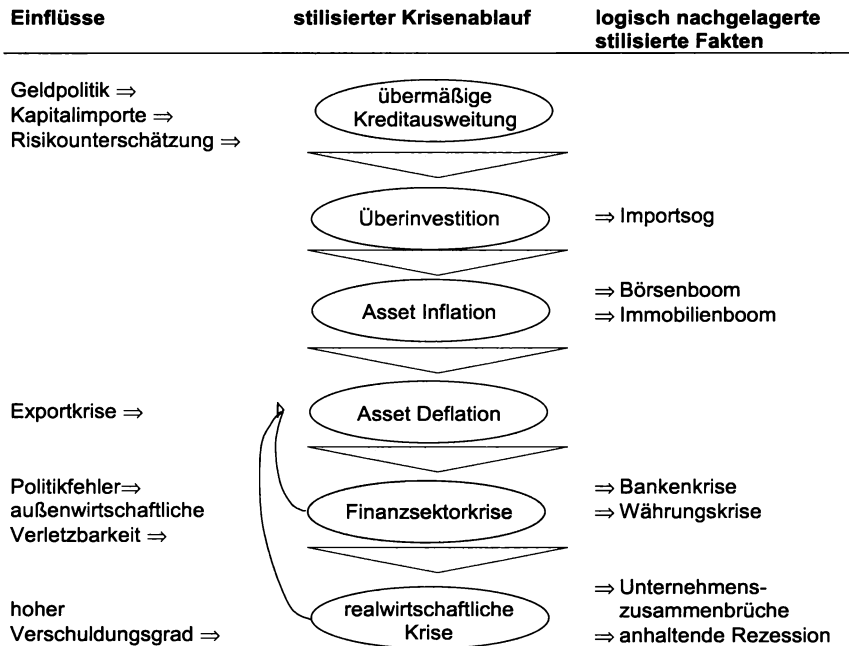 Einflüsse
stilisierter Krisenablauf
logisch nachgelagerte
stilisierte Fakten
Geldpolitik ⇒
Kapitalimporte ⇒
Risikounterschätzung ⇒
übermäßige
Kreditausweitung
Überinvestition
⇒ Importsog
Asset Inflation
⇒ Börsenboom
⇒ Immobilienboom
Exportkrise ⇒
Asset Deflation
Politikfehler⇒
außenwirtschaftliche
Verletzbarkeit ⇒
Finanzsektorkrise
⇒ Bankenkrise
⇒ Währungskrise
hoher
Verschuldungsgrad ⇒
realwirtschaftliche
Krise
⇒ Unternehmens-
zusammenbrüche
⇒ anhaltende Rezession